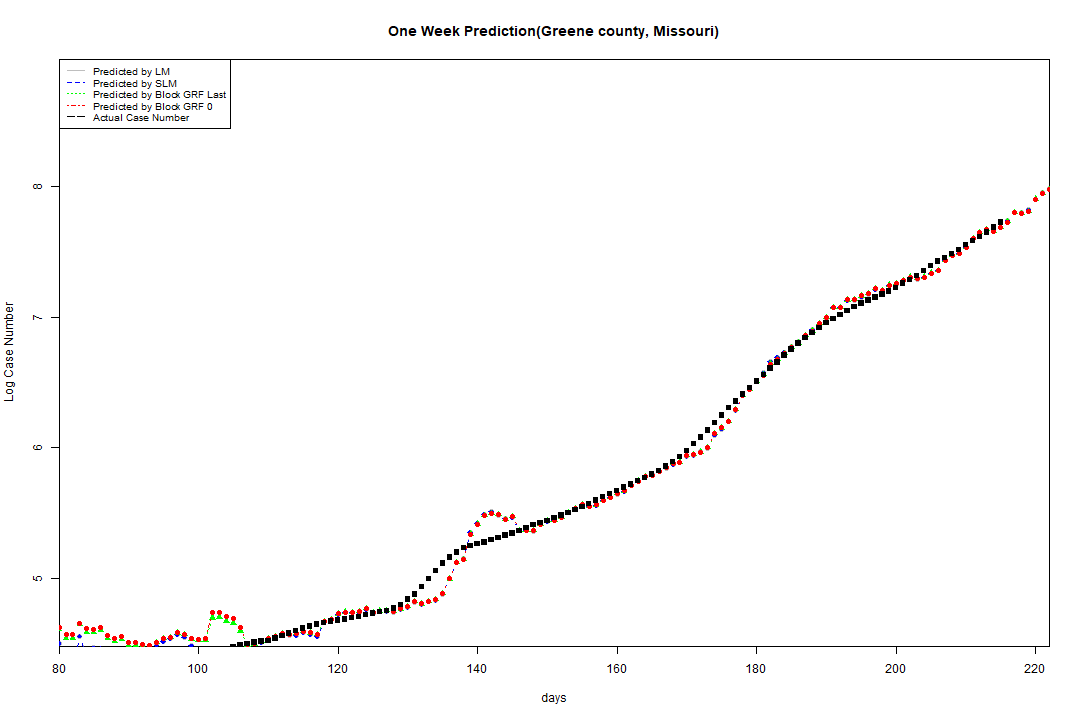 One Week Prediction(Greene county, Missouri)
Predicted by LM
Predicted by SLM
Predicted by Block GRF Last
Predicted by Block GRF 0
Actual Case Number
8
7
6
5
Log Case Number
80 100 120 140 160 180 200 220
days